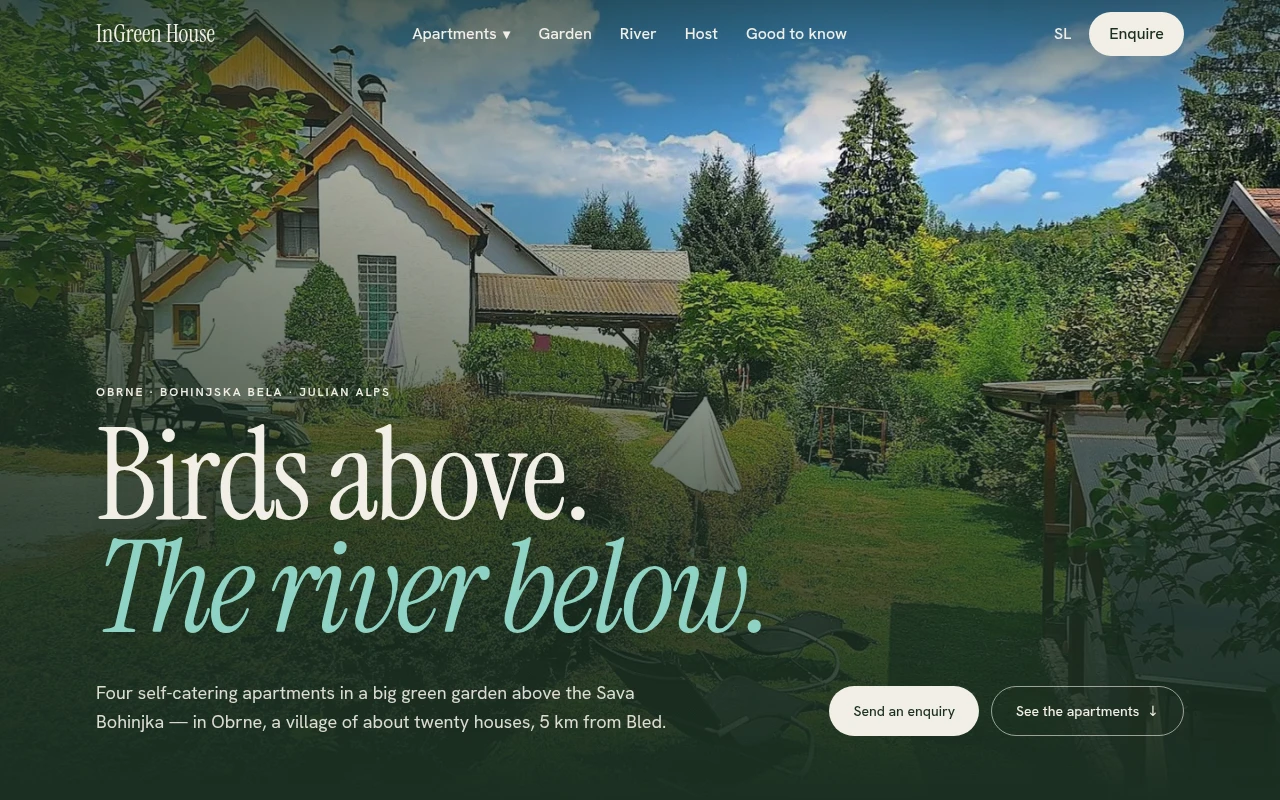 InGreen House
Apartments ▾
Garden
River
Host
Good to know
SL
Enquire
OBRNE · BOHINJSKA BELA · JULIAN ALPS
Birds above.
The river below.
Four self-catering apartments in a big green garden above the Sava
Bohinjka — in Obrne, a village of about twenty houses, 5 km from Bled.
Send an enquiry
See the apartments ↓